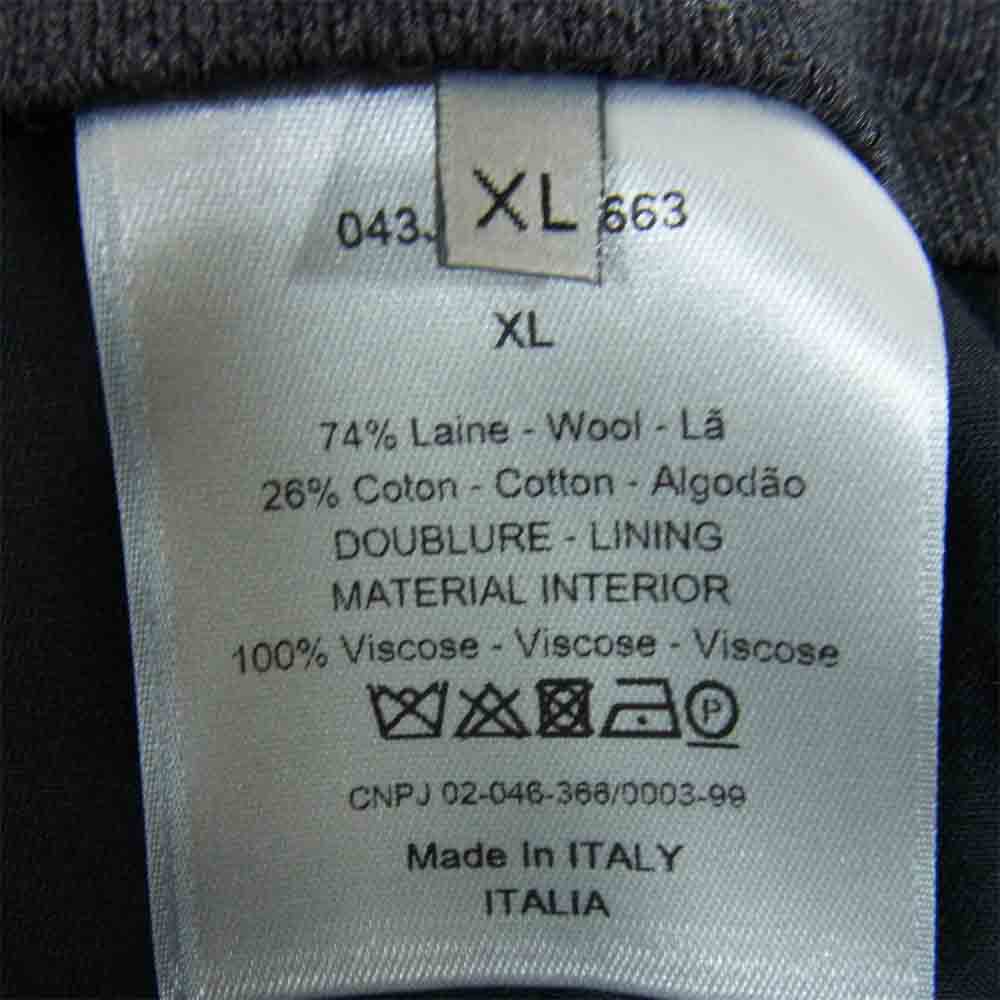 XL
043J 663
XL
74% Laine - Wool - Lã
26% Coton - Cotton - Algodão
DOUBLURE - LINING
MATERIAL INTERIOR
100% Viscose - Viscose - Viscose
P
CNPJ 02-046-366/0003-99
Made in ITALY
ITALIA